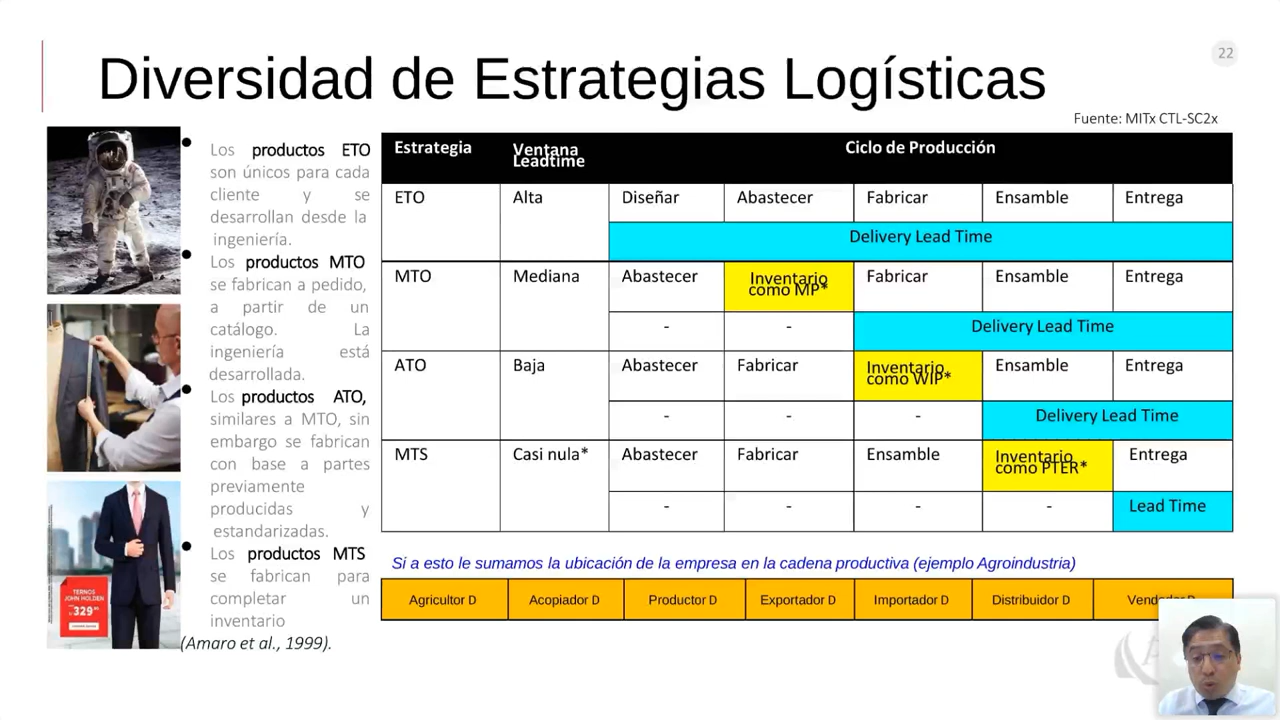 22
Diversidad de Estrategias Logísticas
Fuente: MITx CTL-SC2x
Los productos ETO
son únicos para cada
cliente y se
desarrollan desde la
ingeniería.
Los productos MTO
se fabrican a pedido,
a partir de un
catálogo. La
ingeniería está
desarrollada.
Los productos ATO,
similares a MTO, sin
embargo se fabrican
con base a partes
previamente
producidas y
estandarizadas.
Los productos MTS
se fabrican para
completar un
inventario
(Amaro et al., 1999).
TERNOS
JOHN HOLDEN
329
Estrategia Ventana Leadtime Ciclo de Producción
ETO Alta Diseñar Abastecer Fabricar Ensamble Entrega
Delivery Lead Time
MTO Mediana Abastecer Inventario como MP* Fabricar Ensamble Entrega
- - Delivery Lead Time
ATO Baja Abastecer Fabricar Inventario como WIP* Ensamble Entrega
- - - Delivery Lead Time
MTS Casi nula* Abastecer Fabricar Ensamble Inventario como PTER* Entrega
- - - - Lead Time
Si a esto le sumamos la ubicación de la empresa en la cadena productiva (ejemplo Agroindustria)
Agricultor D Acopiador D Productor D Exportador D Importador D Distribuidor D